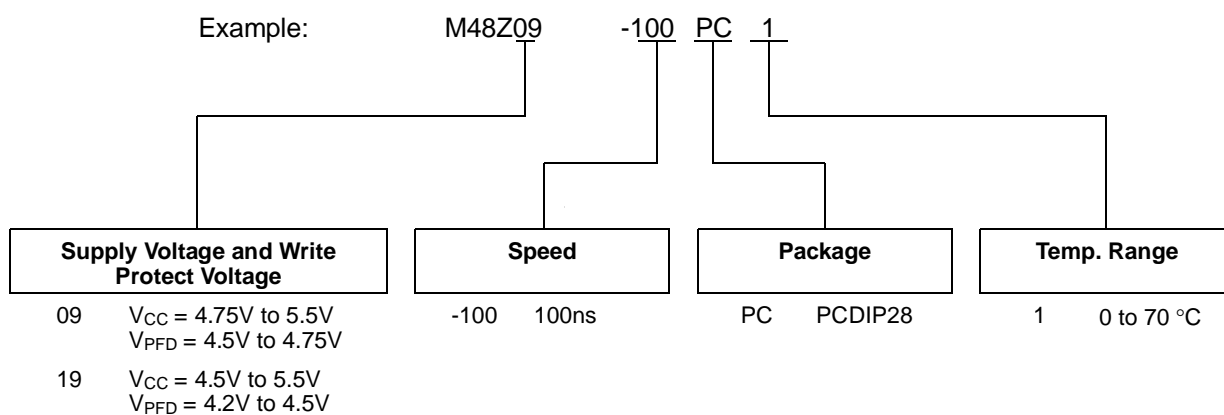 Example: M48Z09 -100 PC 1
Supply Voltage and Write
Protect Voltage
Speed
Package
Temp. Range
09 VCC = 4.75V to 5.5V
VPFD = 4.5V to 4.75V
19 VCC = 4.5V to 5.5V
VPFD = 4.2V to 4.5V
-100 100ns
PC PCDIP28
1 0 to 70 °C